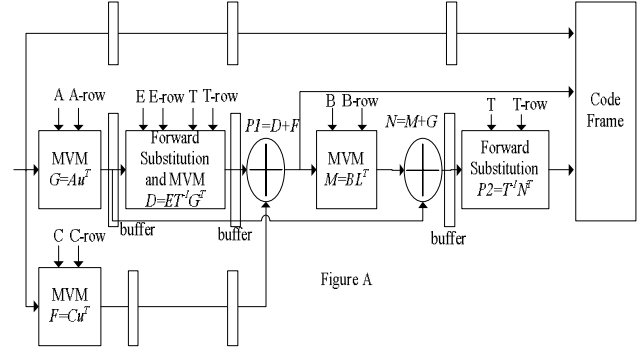 A A-row
E E-row T T-row
P1=D+F
B B-row
N=M+G
T T-row
Code
Frame
MVM
G=Au^T
Forward
Substitution
and MVM
D=ET^-1G^T
MVM
M=BL^T
Forward
Substitution
P2=T^-1N^T
buffer
buffer
buffer
C C-row
MVM
F=Cu^T
Figure A